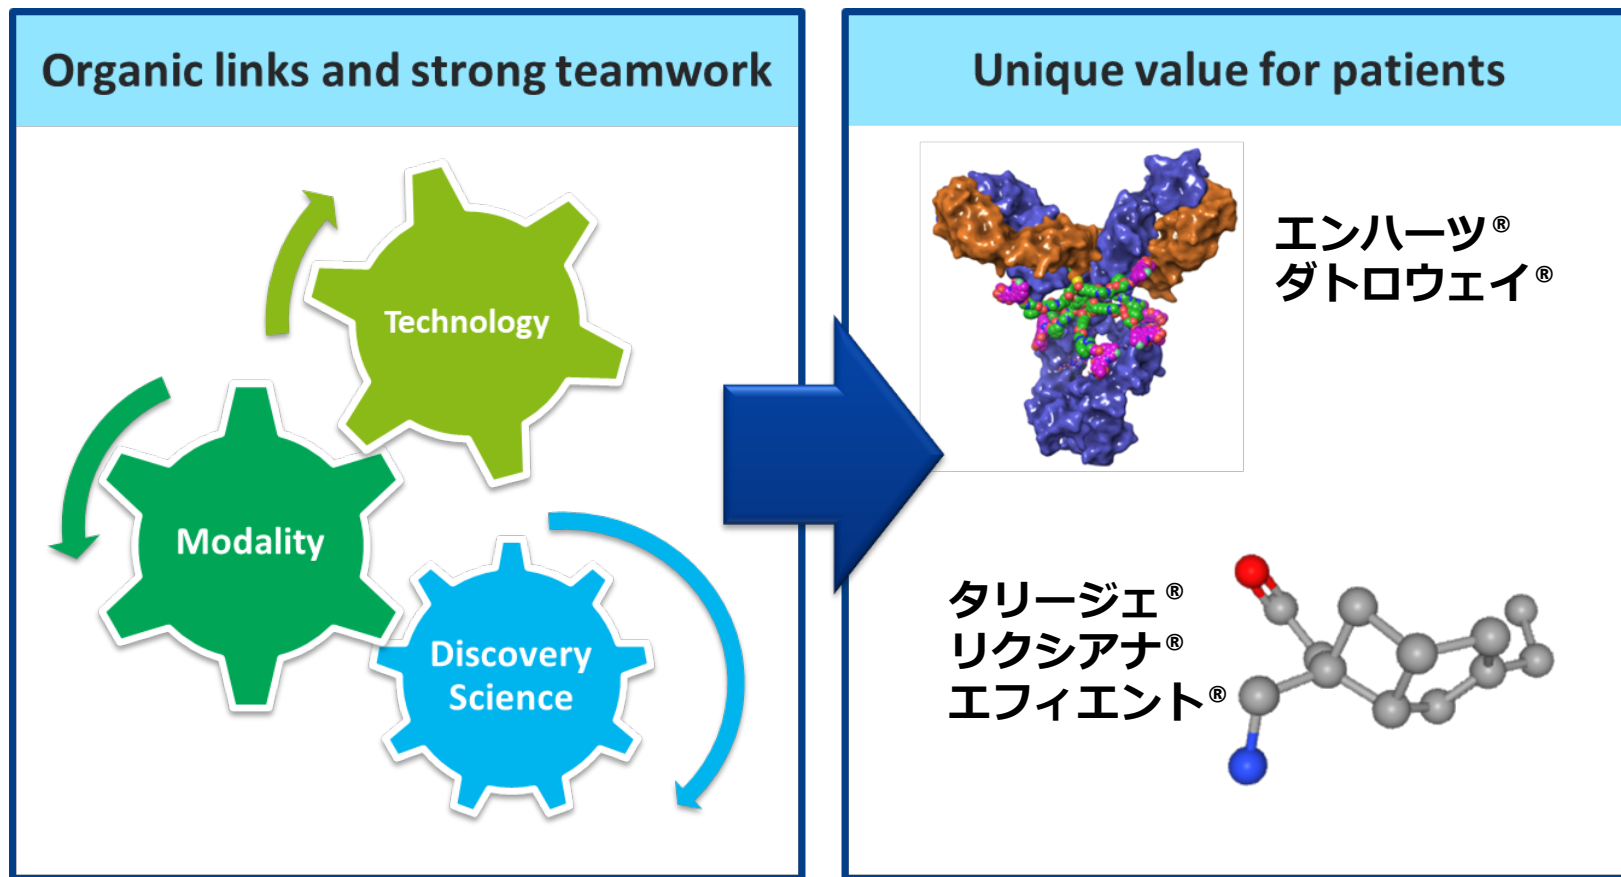 Organic links and strong teamwork
Technology
Modality
Discovery
Science
Unique value for patients
エンハーツ®
ダトロウェイ®
タリージェ®
リクシアナ®
エフィエント®